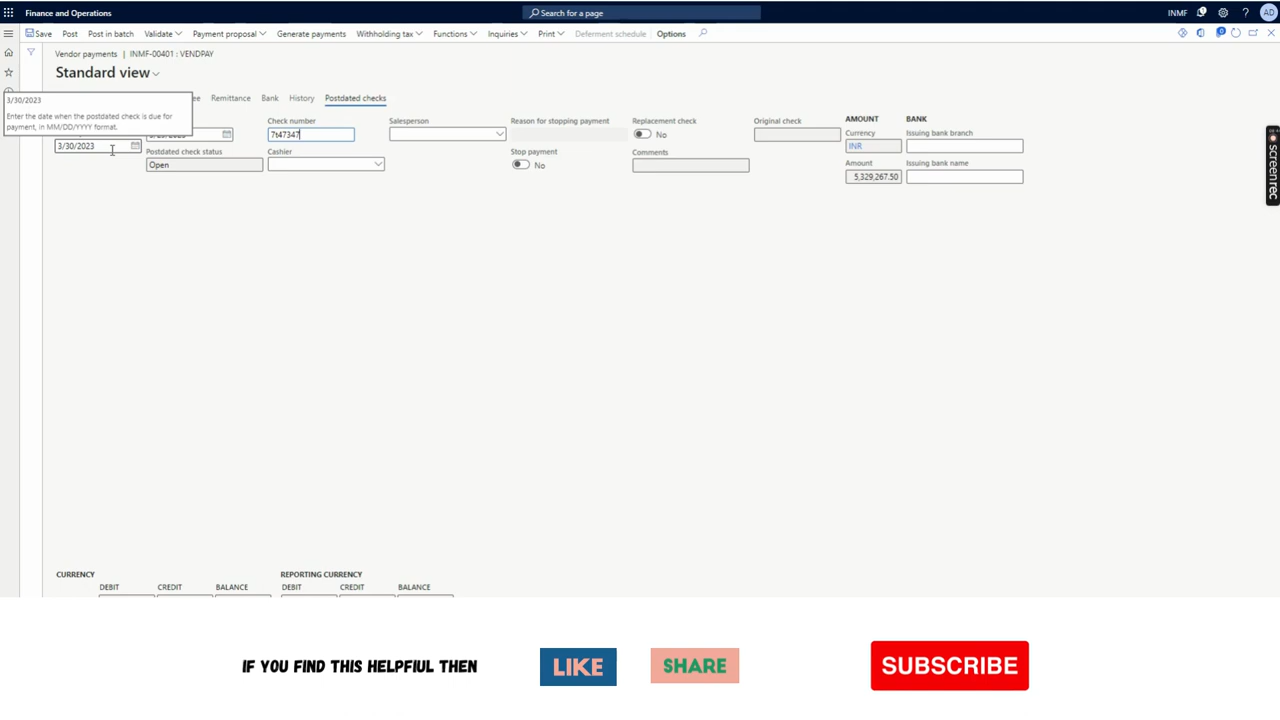 Finance and Operations
Search for a page
INMF
?
AD
Save Post Post in batch Validate Payment proposal Generate payments Withholding tax Functions Inquiries Print Deferment schedule Options
0
Vendor payments | INMF-00401 : VENDPAY
Standard view
Remittance Bank History Postdated checks
3/30/2023
Enter the date when the postdated check is due for
payment, in MM/DD/YYYY format.
3/30/2023
Postdated check status
Open
Check number
7t47347
Cashier
Salesperson
Reason for stopping payment
Stop payment
No
Replacement check
No
Comments
Original check
AMOUNT
Currency
INR
Amount
5,329,267.50
BANK
Issuing bank branch
Issuing bank name
screenrec
CURRENCY REPORTING CURRENCY
DEBIT CREDIT BALANCE DEBIT CREDIT BALANCE
IF YOU FIND THIS HELPFIUL THEN
LIKE
SHARE
SUBSCRIBE